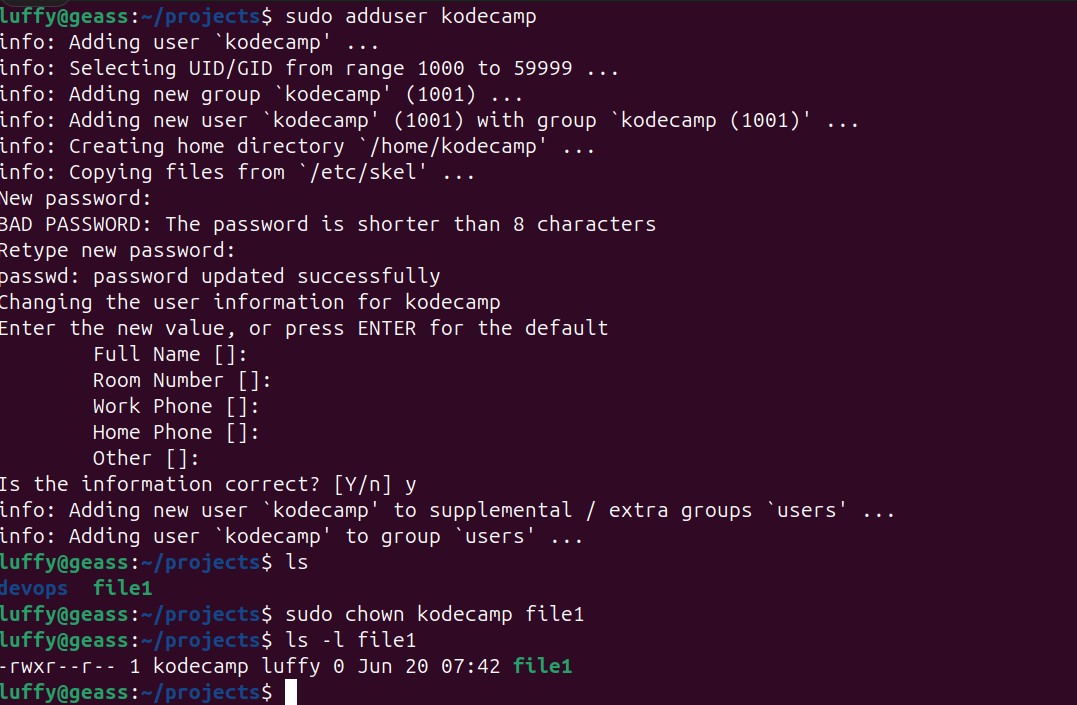 luffy@geass:~/projects$ sudo adduser kodecamp
info: Adding user `kodecamp' ...
info: Selecting UID/GID from range 1000 to 59999 ...
info: Adding new group `kodecamp' (1001) ...
info: Adding new user `kodecamp' (1001) with group `kodecamp (1001)' ...
info: Creating home directory `/home/kodecamp' ...
info: Copying files from `/etc/skel' ...
New password:
BAD PASSWORD: The password is shorter than 8 characters
Retype new password:
passwd: password updated successfully
Changing the user information for kodecamp
Enter the new value, or press ENTER for the default
        Full Name []:
        Room Number []:
        Work Phone []:
        Home Phone []:
        Other []:
Is the information correct? [Y/n] y
info: Adding new user `kodecamp' to supplemental / extra groups `users' ...
info: Adding user `kodecamp' to group `users' ...
luffy@geass:~/projects$ ls
devops  file1
luffy@geass:~/projects$ sudo chown kodecamp file1
luffy@geass:~/projects$ ls -l file1
-rwxr--r-- 1 kodecamp luffy 0 Jun 20 07:42 file1
luffy@geass:~/projects$